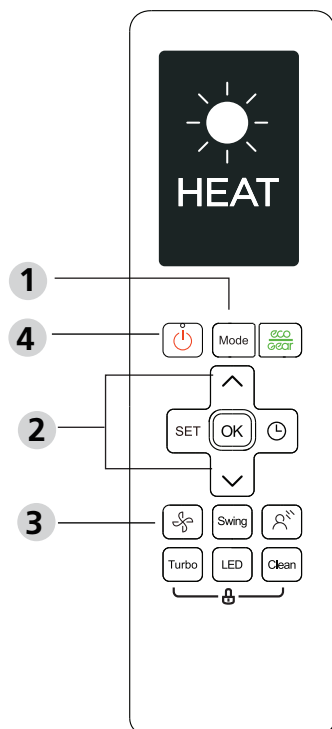 HEAT
1
4
Mode
eco
Gear
2
SET
OK
3
Swing
Turbo
LED
Clean